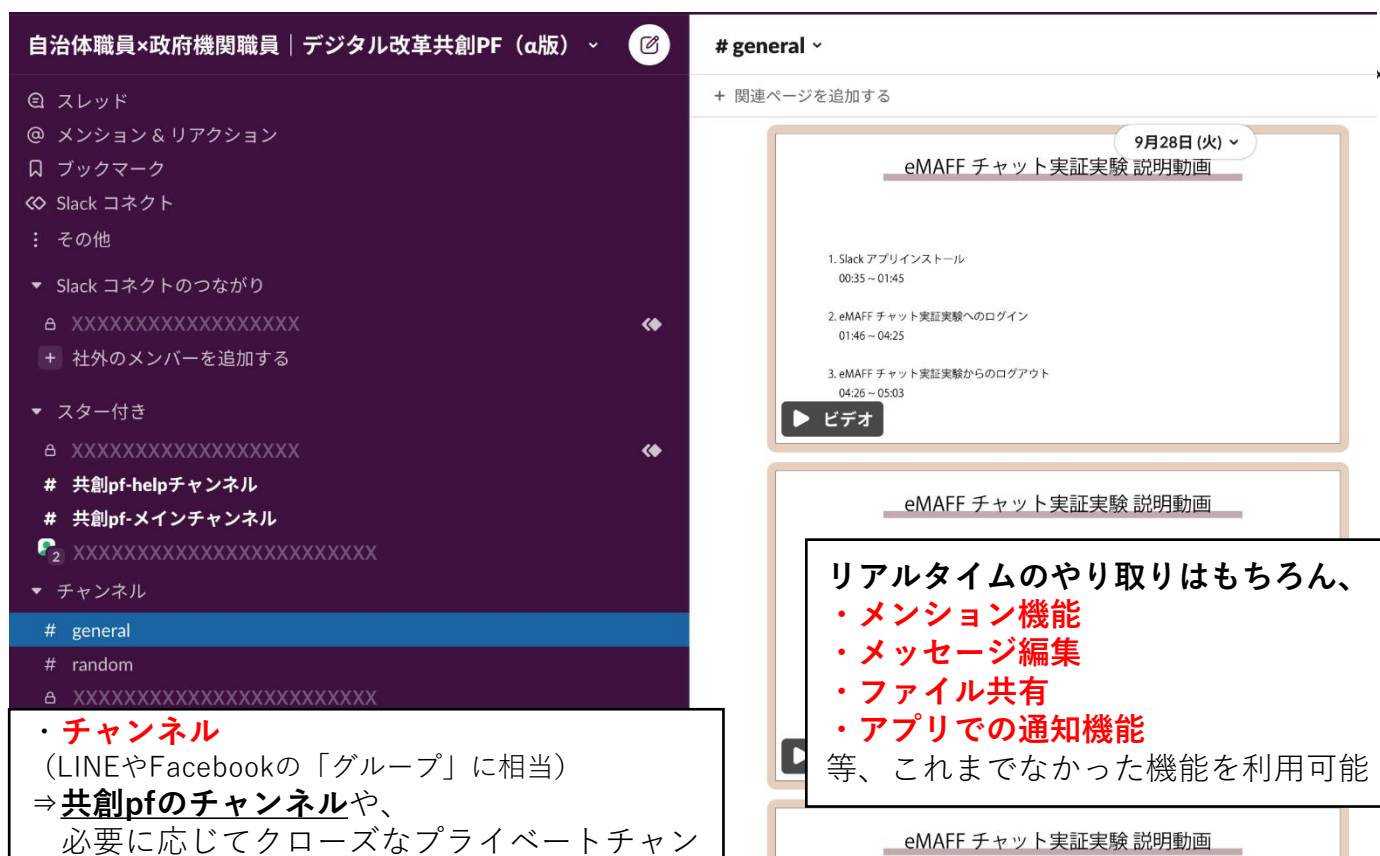 自治体職員×政府機関職員｜デジタル改革共創PF（α版）
スレッド
メンション & リアクション
ブックマーク
Slack コネクト
その他
Slack コネクトのつながり
XXXXXXXXXXXXXXXXXX
社外のメンバーを追加する
スター付き
XXXXXXXXXXXXXXXXXX
# 共創pf-helpチャンネル
# 共創pf-メインチャンネル
2 XXXXXXXXXXXXXXXXXXXXXXXX
チャンネル
# general
# random
XXXXXXXXXXXXXXXXXXXXXXXX
・チャンネル
（LINEやFacebookの「グループ」に相当）
⇒共創pfのチャンネルや、
必要に応じてクローズなプライベートチャン
# general
+ 関連ページを追加する
9月28日 (火)
eMAFF チャット実証実験 説明動画
1. Slack アプリインストール
00:35 ~ 01:45
2. eMAFF チャット実証実験へのログイン
01:46 ~ 04:25
3. eMAFF チャット実証実験からのログアウト
04:26 ~ 05:03
ビデオ
eMAFF チャット実証実験 説明動画
リアルタイムのやり取りはもちろん、
・メンション機能
・メッセージ編集
・ファイル共有
・アプリでの通知機能
等、これまでなかった機能を利用可能
eMAFF チャット実証実験 説明動画